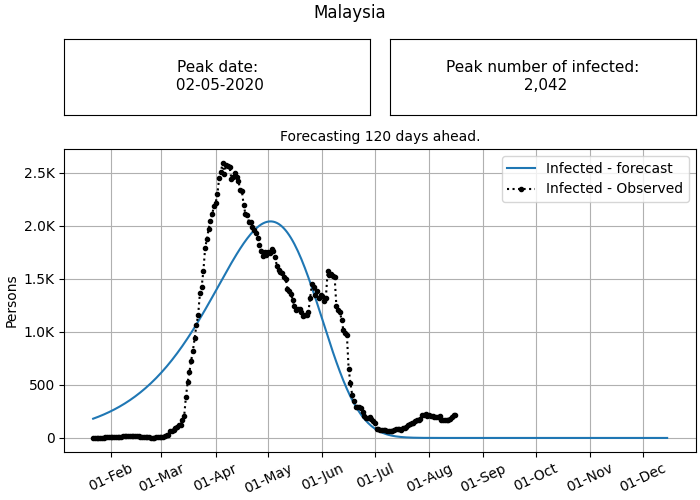 Malaysia
Peak date:
02-05-2020
Peak number of infected:
2,042
Forecasting 120 days ahead.
Infected - forecast
Infected - Observed
2.5K
2.0K
1.5K
1.0K
500
0
Persons
01-Feb
01-Mar
01-Apr
01-May
01-Jun
01-Jul
01-Aug
01-Sep
01-Oct
01-Nov
01-Dec